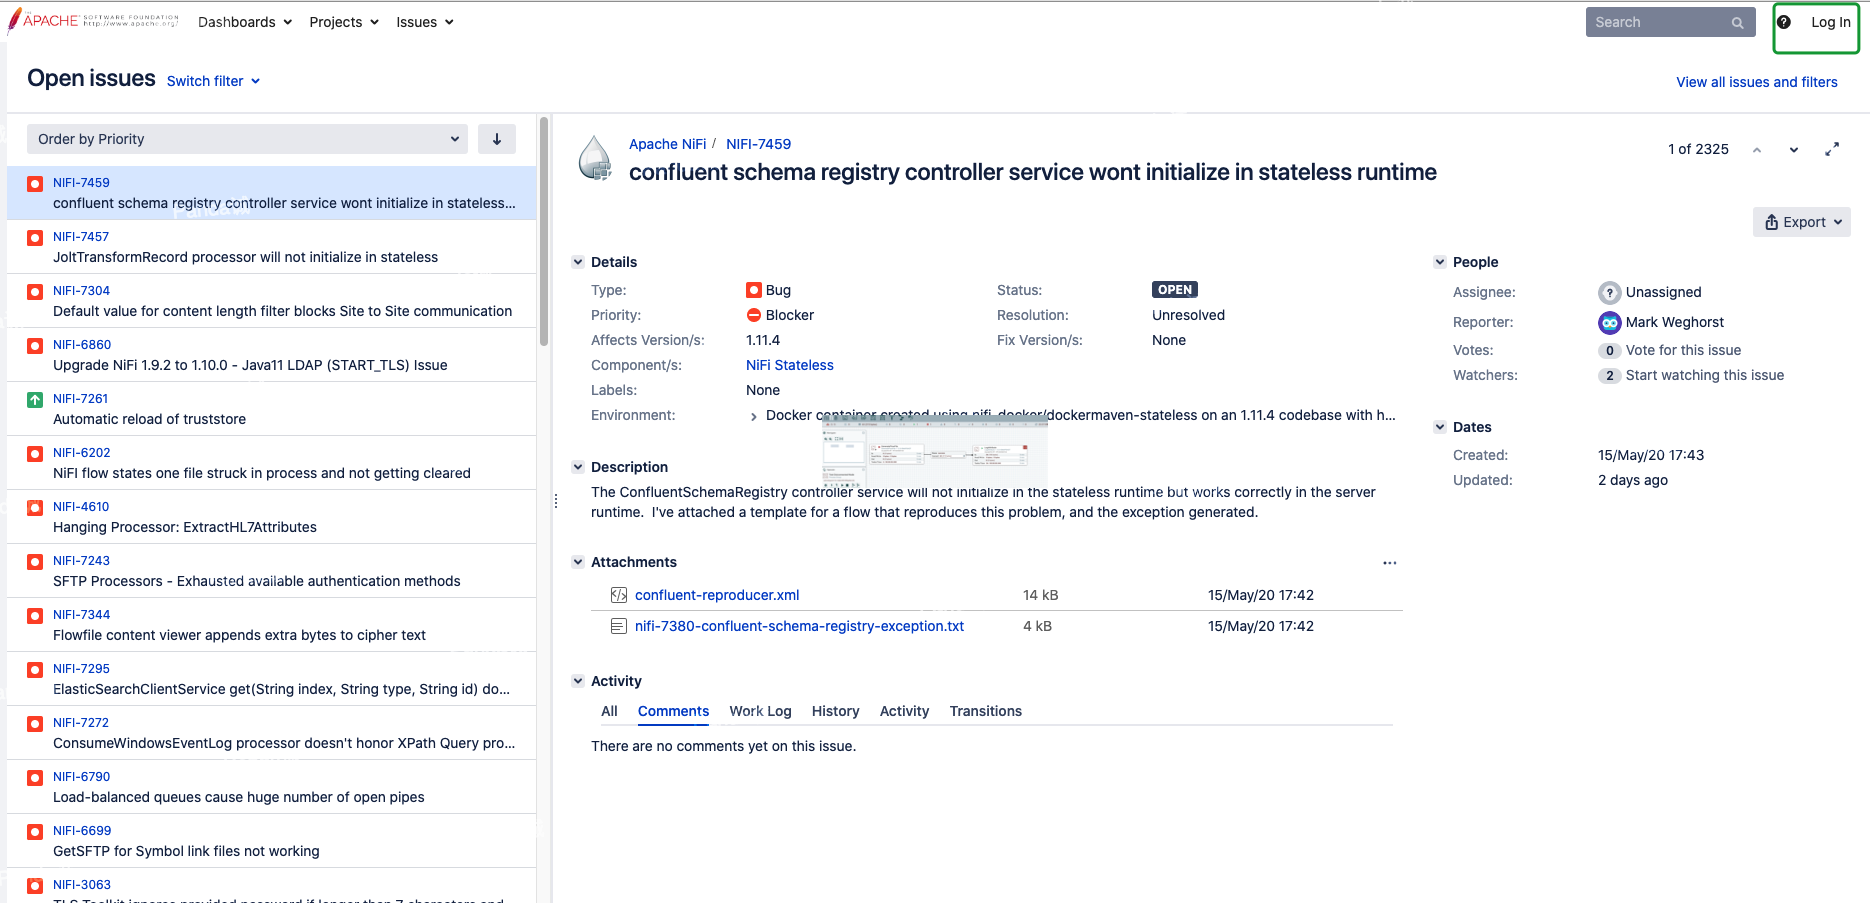 THE
APACHE SOFTWARE FOUNDATION
http://www.apache.org/
Dashboards Projects Issues
Search
Log In
Open issues Switch filter
View all issues and filters
Order by Priority
NIFI-7459
confluent schema registry controller service wont initialize in stateless...
NIFI-7457
JoltTransformRecord processor will not initialize in stateless
NIFI-7304
Default value for content length filter blocks Site to Site communication
NIFI-6860
Upgrade NiFi 1.9.2 to 1.10.0 - Java11 LDAP (START_TLS) Issue
NIFI-7261
Automatic reload of truststore
NIFI-6202
NiFI flow states one file struck in process and not getting cleared
NIFI-4610
Hanging Processor: ExtractHL7Attributes
NIFI-7243
SFTP Processors - Exhausted available authentication methods
NIFI-7344
Flowfile content viewer appends extra bytes to cipher text
NIFI-7295
ElasticSearchClientService get(String index, String type, String id) do...
NIFI-7272
ConsumeWindowsEventLog processor doesn't honor XPath Query pro...
NIFI-6790
Load-balanced queues cause huge number of open pipes
NIFI-6699
GetSFTP for Symbol link files not working
NIFI-3063
Apache NiFi / NIFI-7459
1 of 2325
confluent schema registry controller service wont initialize in stateless runtime
Export
Details
Type: Bug
Status: OPEN
Priority: Blocker
Resolution: Unresolved
Affects Version/s: 1.11.4
Fix Version/s: None
Component/s: NiFi Stateless
Labels: None
Environment: Docker container created using nifi-docker/dockermaven-stateless on an 1.11.4 codebase with h...
Description
The ConfluentSchemaRegistry controller service will not initialize in the stateless runtime but works correctly in the server
runtime. I've attached a template for a flow that reproduces this problem, and the exception generated.
Attachments
confluent-reproducer.xml 14 kB 15/May/20 17:42
nifi-7380-confluent-schema-registry-exception.txt 4 kB 15/May/20 17:42
Activity
All Comments Work Log History Activity Transitions
There are no comments yet on this issue.
People
Assignee: Unassigned
Reporter: Mark Weghorst
Votes: 0 Vote for this issue
Watchers: 2 Start watching this issue
Dates
Created: 15/May/20 17:43
Updated: 2 days ago